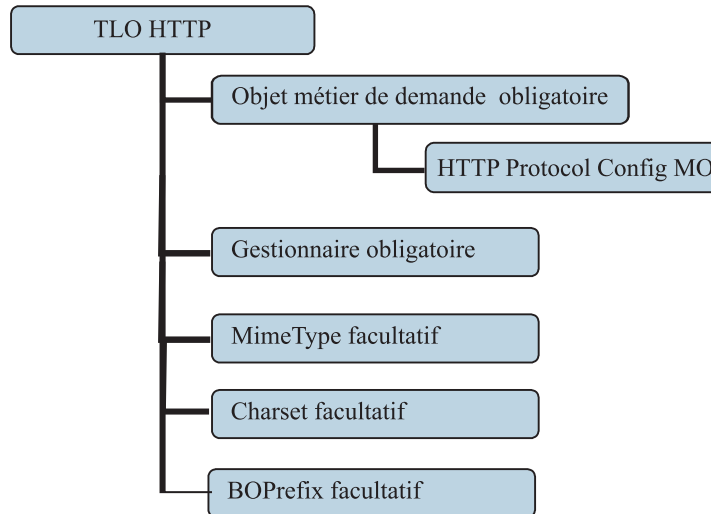 TLO HTTP
Objet métier de demande obligatoire
HTTP Protocol Config MO
Gestionnaire obligatoire
MimeType facultatif
Charset facultatif
BOPrefix facultatif